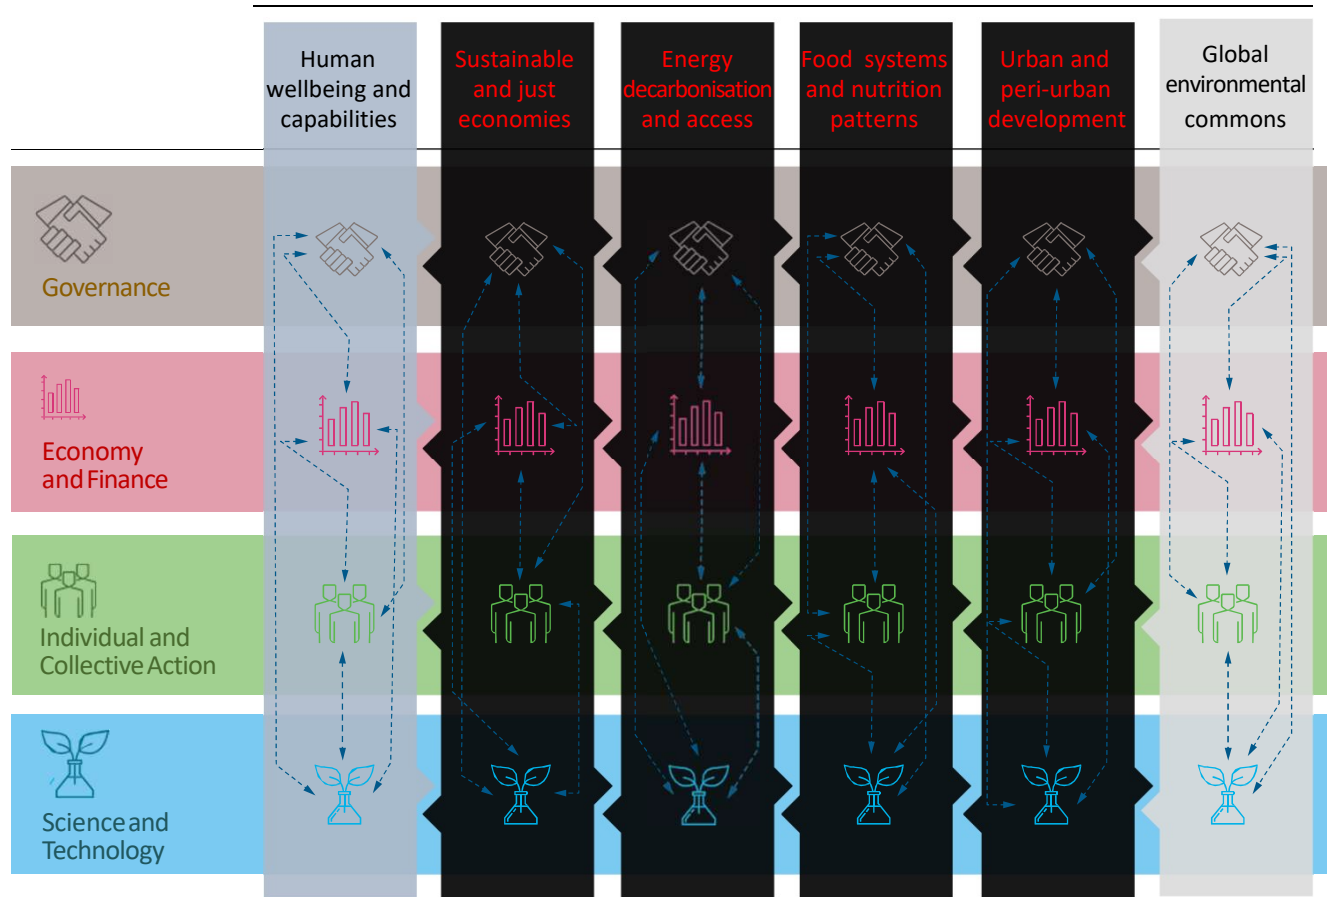 Human
wellbeing and
capabilities
Sustainable
and just
economies
Energy
decarbonisation
and access
Food systems
and nutrition
patterns
Urban and
peri-urban
development
Global
environmental
commons
Governance
Economy
and Finance
Individual and
Collective Action
Science and
Technology